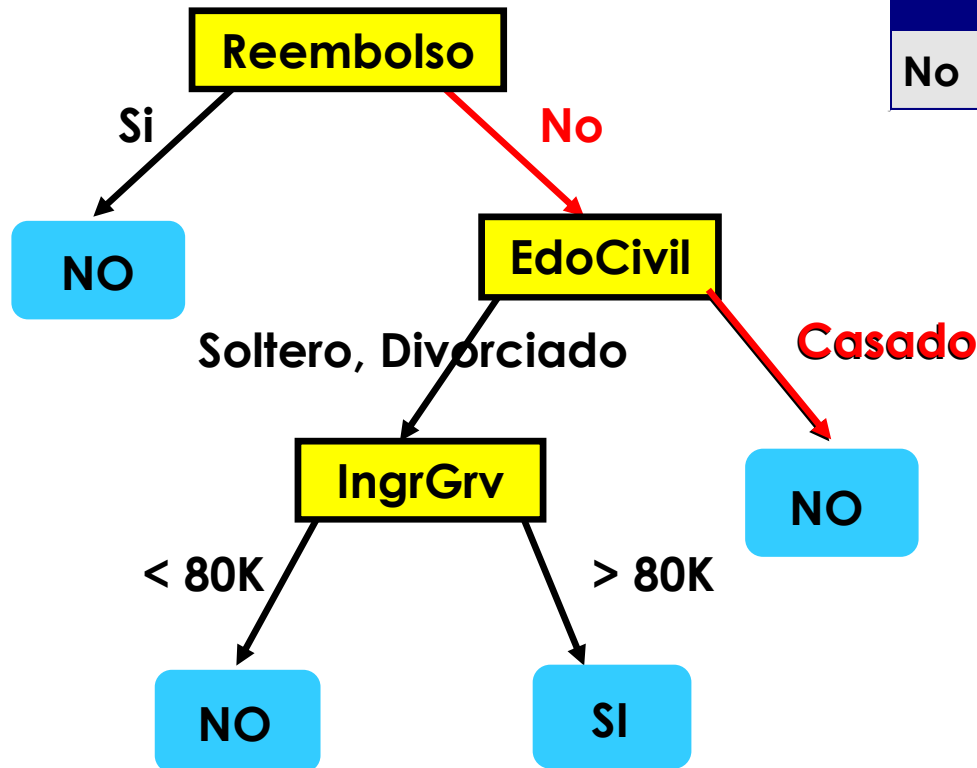 Reembolso
No
Si
No
NO
EdoCivil
Soltero, Divorciado
Casado
IngrGrv
NO
< 80K
> 80K
NO
SI